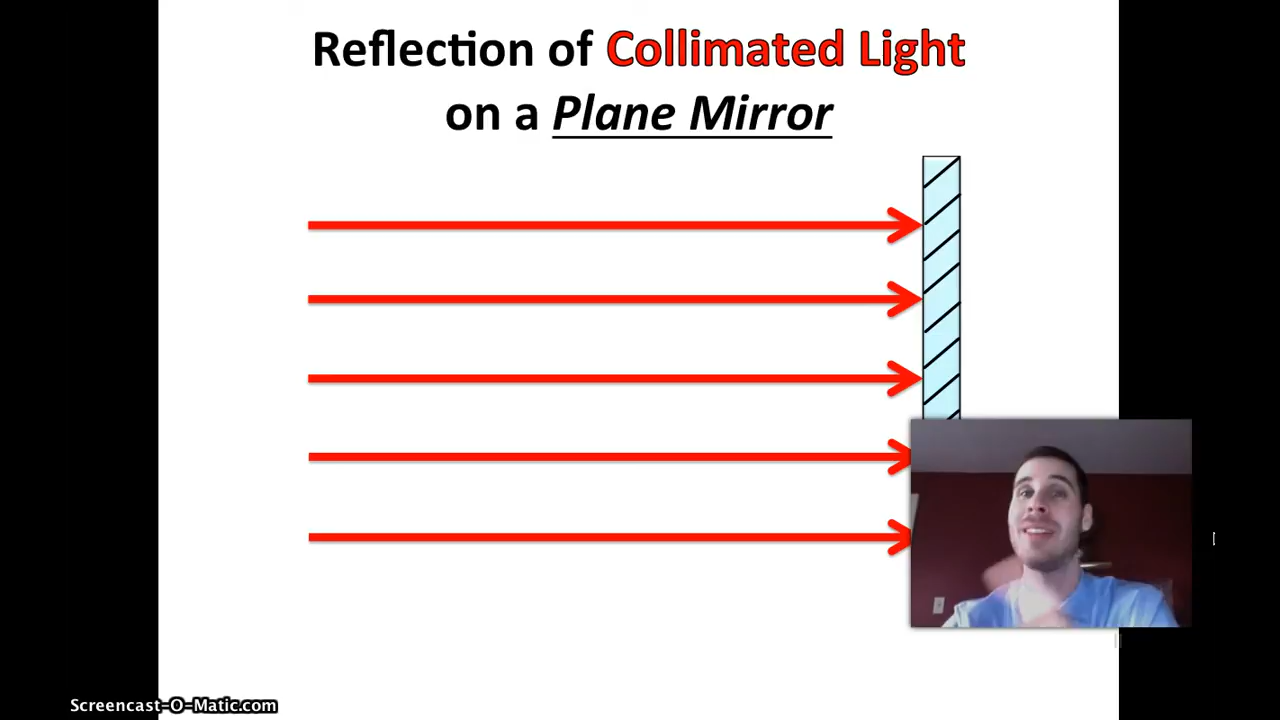 Reflection of Collimated Light
on a Plane Mirror
Screencast-O-Matic.com